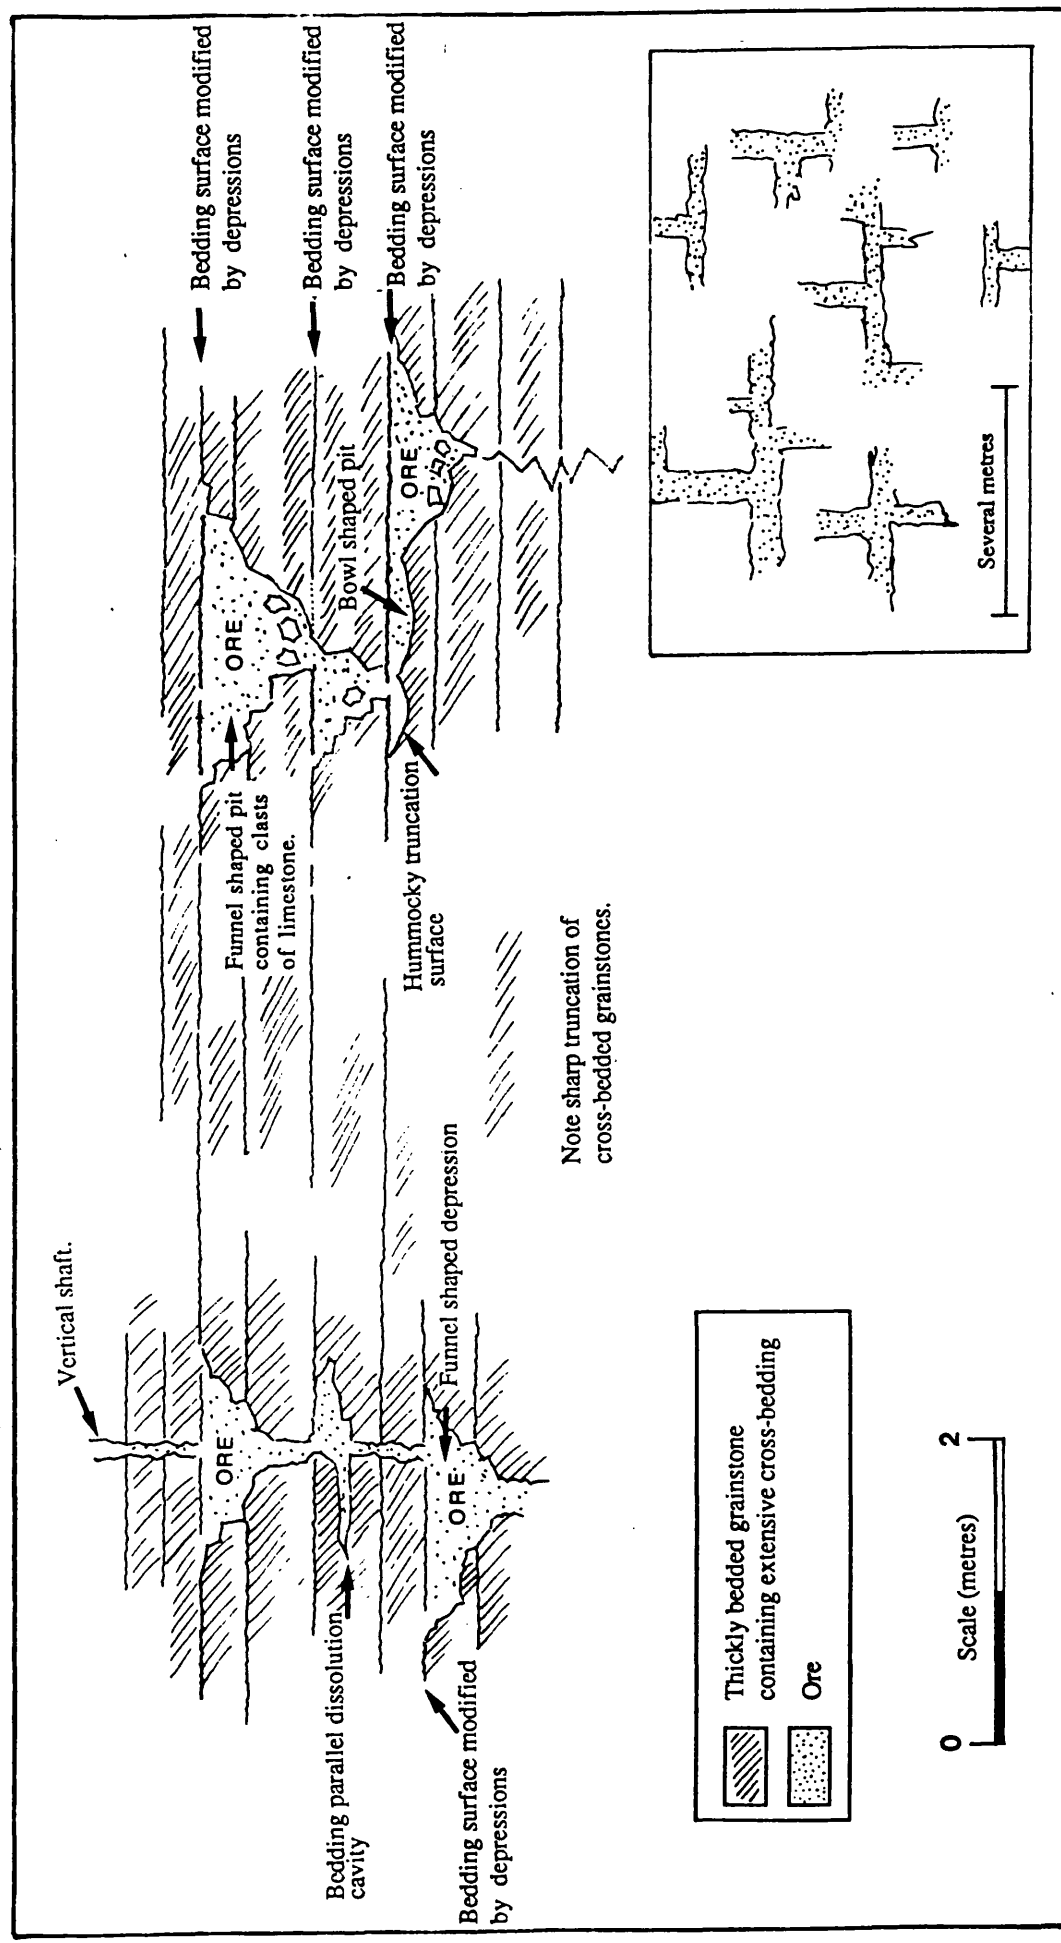 Vertical shaft.
ORE
Bedding parallel dissolution
cavity
ORE
Funnel shaped depression
Bedding surface modified
by depressions
Funnel shaped pit
containing clasts
of limestone.
ORE
Hummocky truncation
surface
Bowl shaped pit
ORE
Bedding surface modified
by depressions
Bedding surface modified
by depressions
Bedding surface modified
by depressions
Note sharp truncation of
cross-bedded grainstones.
Thickly bedded grainstone
containing extensive cross-bedding
Ore
0 2
Scale (metres)
Several metres